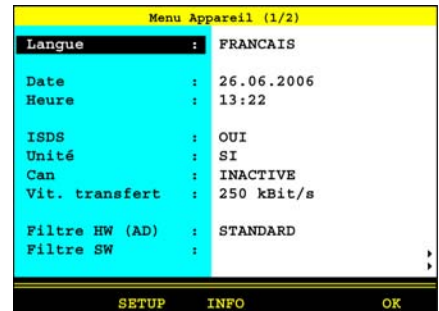 Menu Appareil (1/2)
Langue : FRANCAIS
Date : 26.06.2006
Heure : 13:22
ISDS : OUI
Unité : SI
Can : INACTIVE
Vit. transfert : 250 kBit/s
Filtre HW (AD) : STANDARD
Filtre SW :
SETUP INFO OK